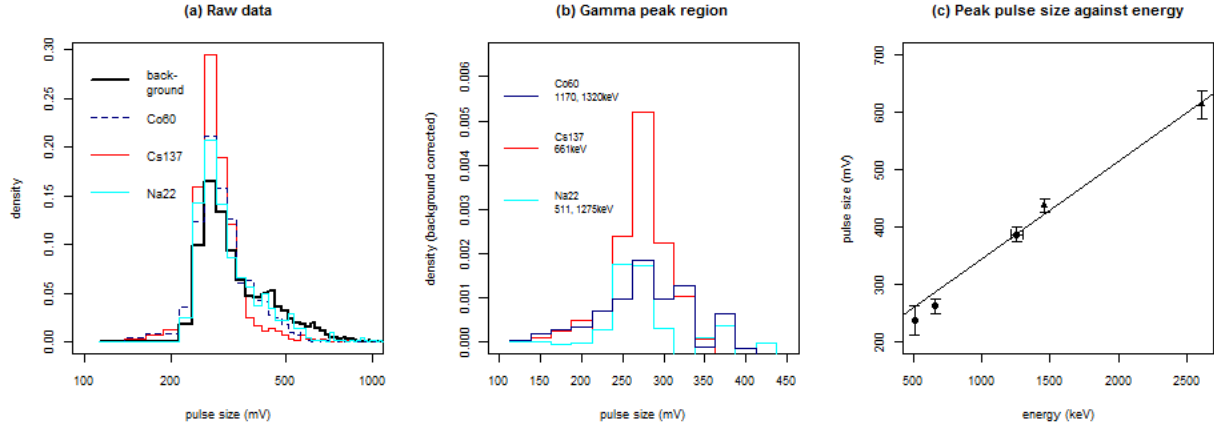 (a) Raw data
0.30
0.25
0.20
0.15
0.10
0.05
0.00
density
back-
ground
Co60
Cs137
Na22
100
200
500
1000
pulse size (mV)
(b) Gamma peak region
0.006
0.005
0.004
0.003
0.002
0.001
0.000
density (background corrected)
Co60
1170, 1320keV
Cs137
661keV
Na22
511, 1275keV
100
150
200
250
300
350
400
450
pulse size (mV)
(c) Peak pulse size against energy
700
600
500
400
300
200
pulse size (mV)
500
1000
1500
2000
2500
energy (keV)